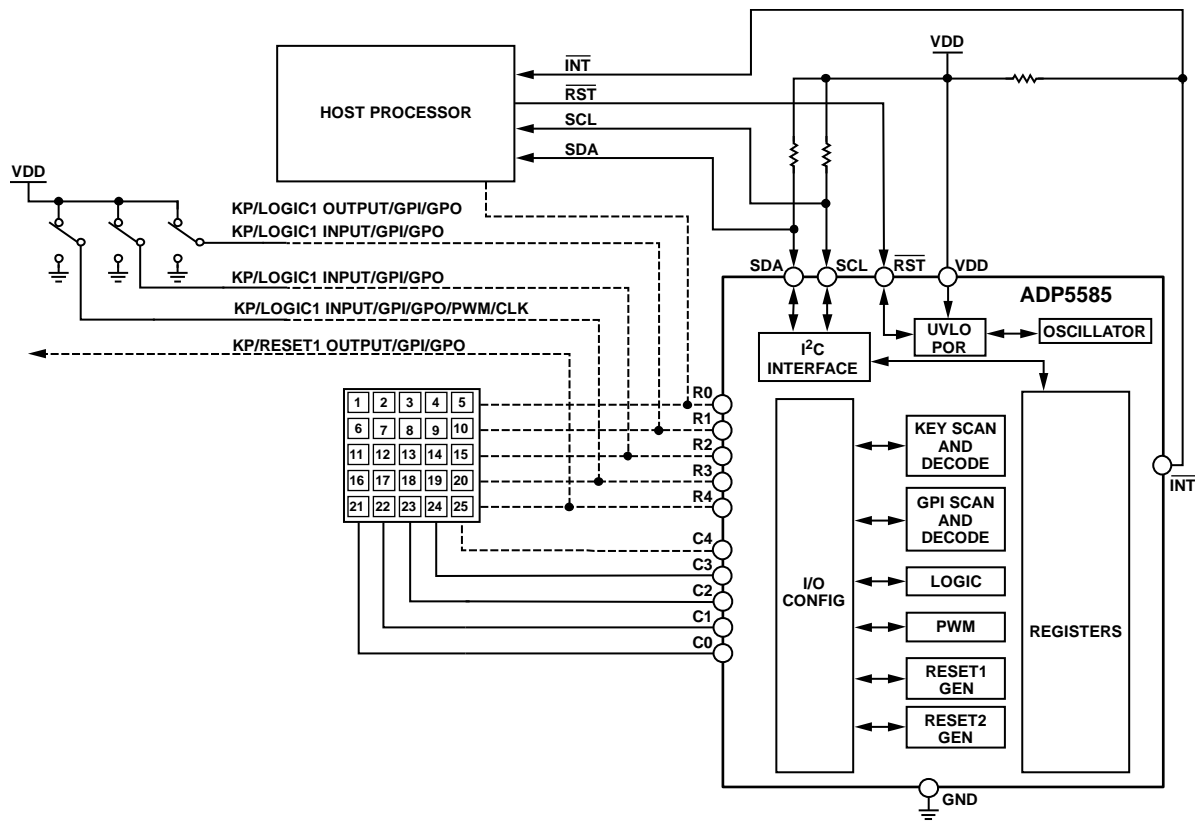 VDD
HOST PROCESSOR
INT
RST
SCL
SDA
VDD
KP/LOGIC1 OUTPUT/GPI/GPO
KP/LOGIC1 INPUT/GPI/GPO
KP/LOGIC1 INPUT/GPI/GPO
KP/LOGIC1 INPUT/GPI/GPO/PWM/CLK
KP/RESET1 OUTPUT/GPI/GPO
SDA SCL RST VDD
ADP5585
UVLO
POR
OSCILLATOR
I2C
INTERFACE
1 2 3 4 5
6 7 8 9 10
11 12 13 14 15
16 17 18 19 20
21 22 23 24 25
R0
R1
R2
R3
R4
C4
C3
C2
C1
C0
I/O
CONFIG
KEY SCAN
AND
DECODE
GPI SCAN
AND
DECODE
LOGIC
PWM
RESET1
GEN
RESET2
GEN
REGISTERS
INT
GND